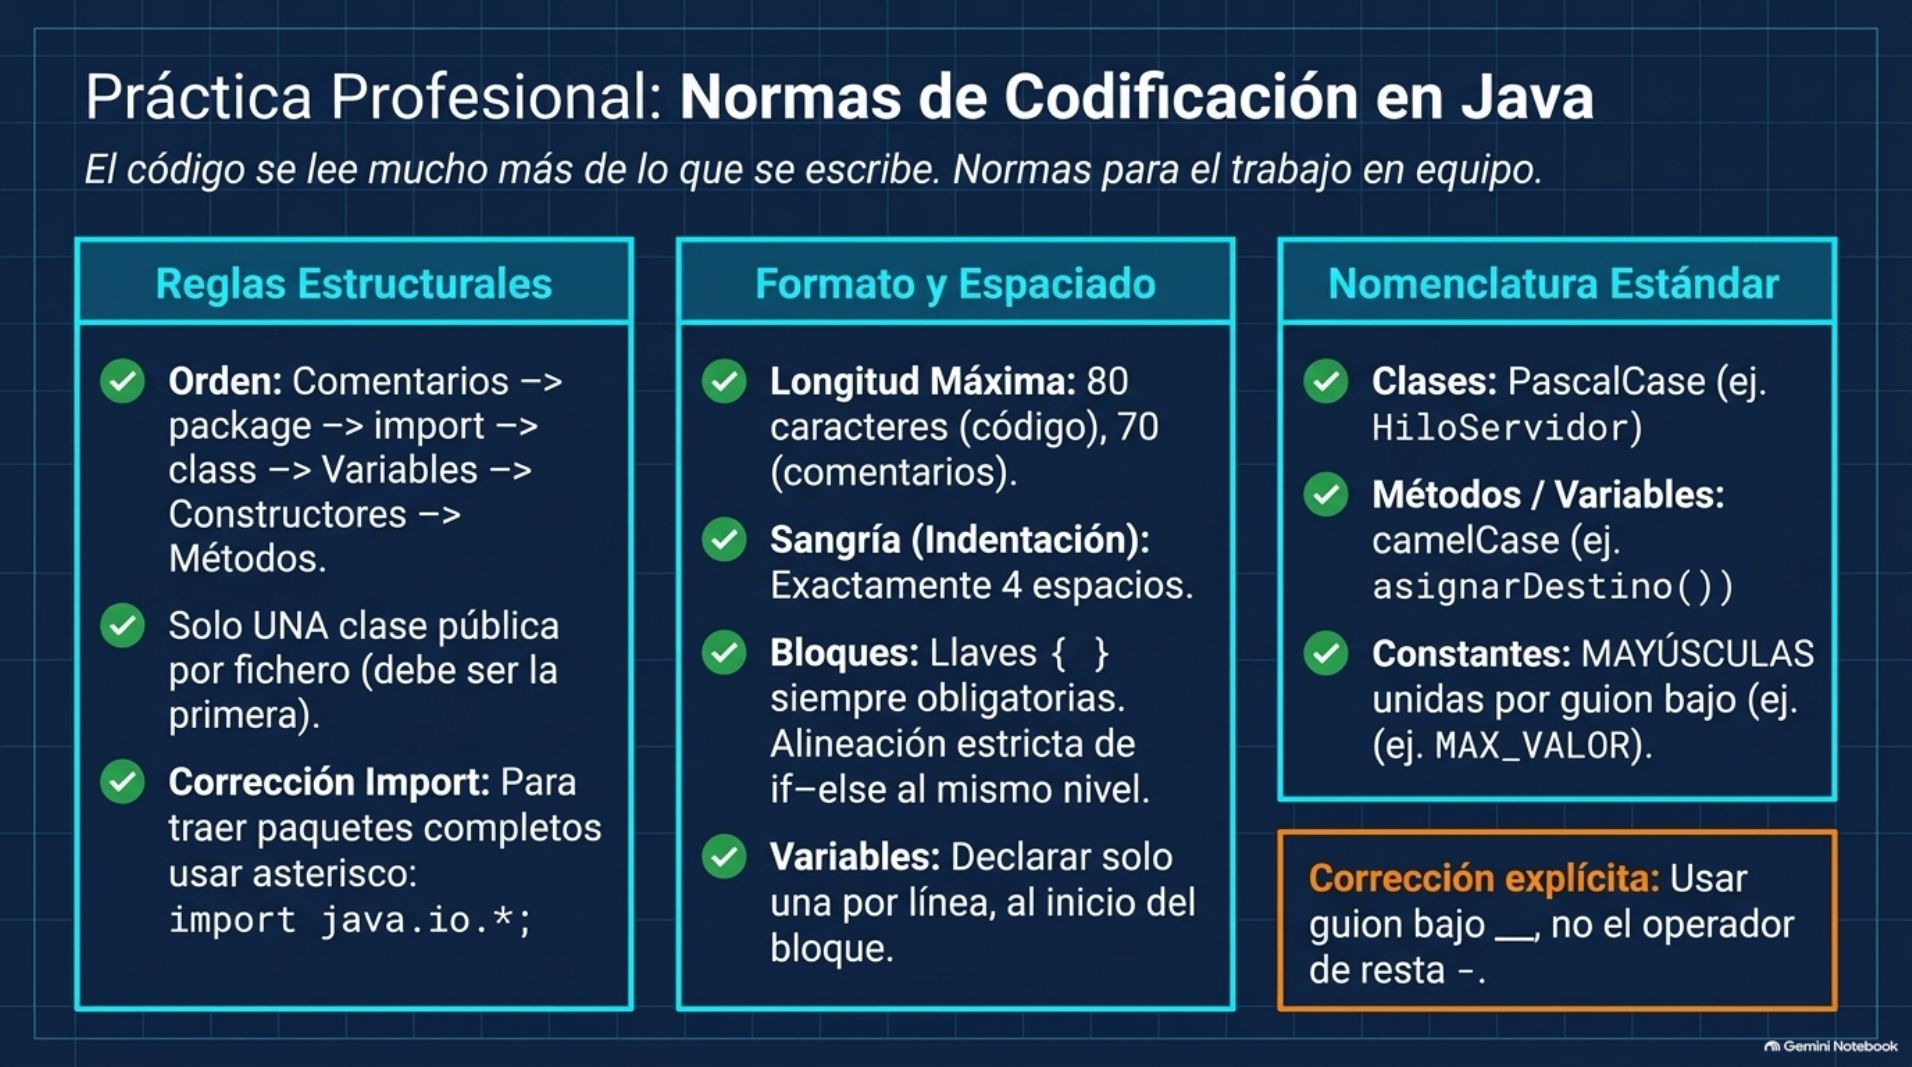 Práctica Profesional: Normas de Codificación en Java
El código se lee mucho más de lo que se escribe. Normas para el trabajo en equipo.
Reglas Estructurales
Orden: Comentarios –>
package –> import –>
class –> Variables –>
Constructores –>
Métodos.
Solo UNA clase pública
por fichero (debe ser la
primera).
Corrección Import: Para
traer paquetes completos
usar asterisco:
import java.io.*;
Formato y Espaciado
Longitud Máxima: 80
caracteres (código), 70
(comentarios).
Sangría (Indentación):
Exactamente 4 espacios.
Bloques: Llaves { }
siempre obligatorias.
Alineación estricta de
if–else al mismo nivel.
Variables: Declarar solo
una por línea, al inicio del
bloque.
Nomenclatura Estándar
Clases: PascalCase (ej.
HiloServidor)
Métodos / Variables:
camelCase (ej.
asignarDestino())
Constantes: MAYÚSCULAS
unidas por guion bajo (ej.
(ej. MAX_VALOR).
Corrección explícita: Usar
guion bajo __, no el operador
de resta -.
Gemini Notebook